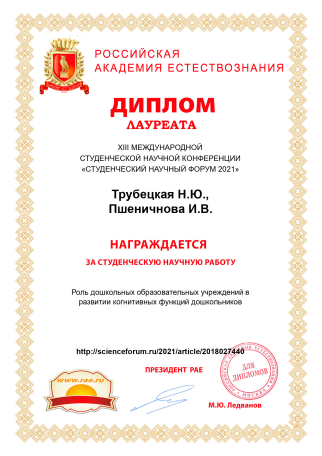 РОССИЙСКАЯ
АКАДЕМИЯ ЕСТЕСТВОЗНАНИЯ
ДИПЛОМ
ЛАУРЕАТА
XIII МЕЖДУНАРОДНОЙ
СТУДЕНЧЕСКОЙ НАУЧНОЙ КОНФЕРЕНЦИИ
«СТУДЕНЧЕСКИЙ НАУЧНЫЙ ФОРУМ 2021»
Трубецкая Н.Ю.,
Пшеничнова И.В.
НАГРАЖДАЕТСЯ
ЗА СТУДЕНЧЕСКУЮ НАУЧНУЮ РАБОТУ
Роль дошкольных образовательных учреждений в
развитии когнитивных функций дошкольников
http://scienceforum.ru/2021/article/2018027440
ПРЕЗИДЕНТ РАЕ
www.rae.ru
ДЛЯ
ДИПЛОМОВ
М.Ю. Ледванов